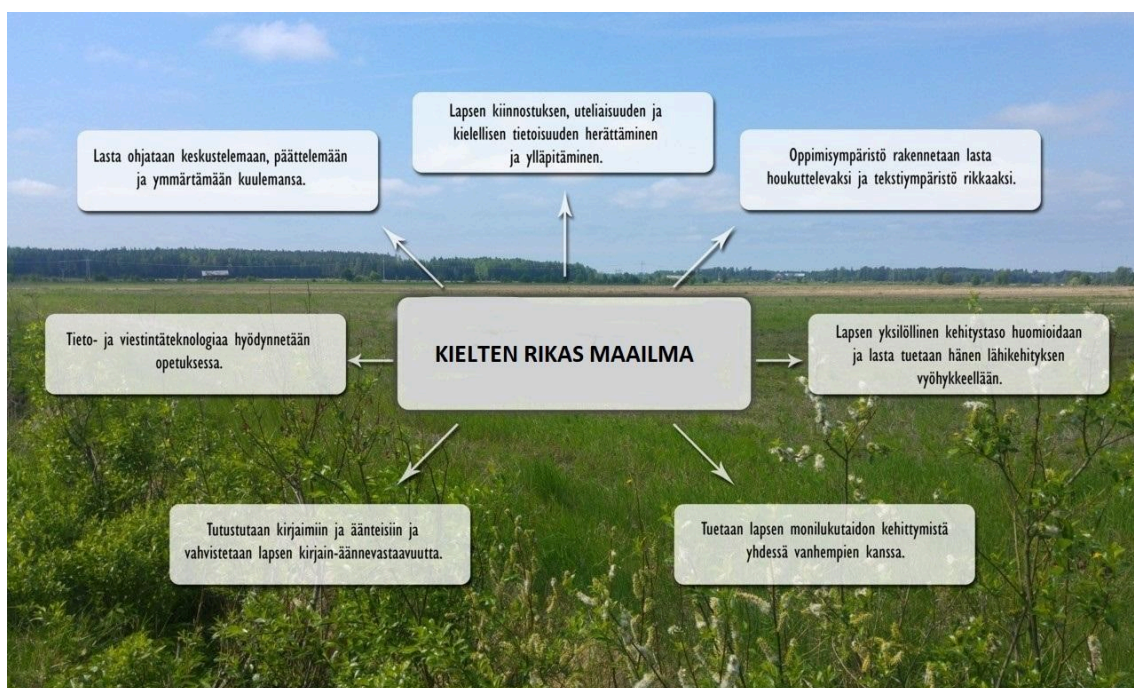 Lapsen kiinnostuksen, uteliaisuuden ja
kielellisen tietoisuuden herättäminen
ja ylläpitäminen.
Lasta ohjataan keskustelemaan, päättelemään
ja ymmärtämään kuulemansa.
Oppimisympäristö rakennetaan lasta
houkuttelevaksi ja tekstiympäristö rikkaaksi.
Tieto- ja viestintäteknologiaa hyödynnetään
opetuksessa.
KIELTEN RIKAS MAAILMA
Lapsen yksilöllinen kehitystaso huomioidaan
ja lasta tuetaan hänen lähikehityksen
vyöhykkeellään.
Tutustutaan kirjaimiin ja äänteisiin ja
vahvistetaan lapsen kirjain-äännevastaavuutta.
Tuetaan lapsen monilukutaidon kehittymistä
yhdessä vanhempien kanssa.